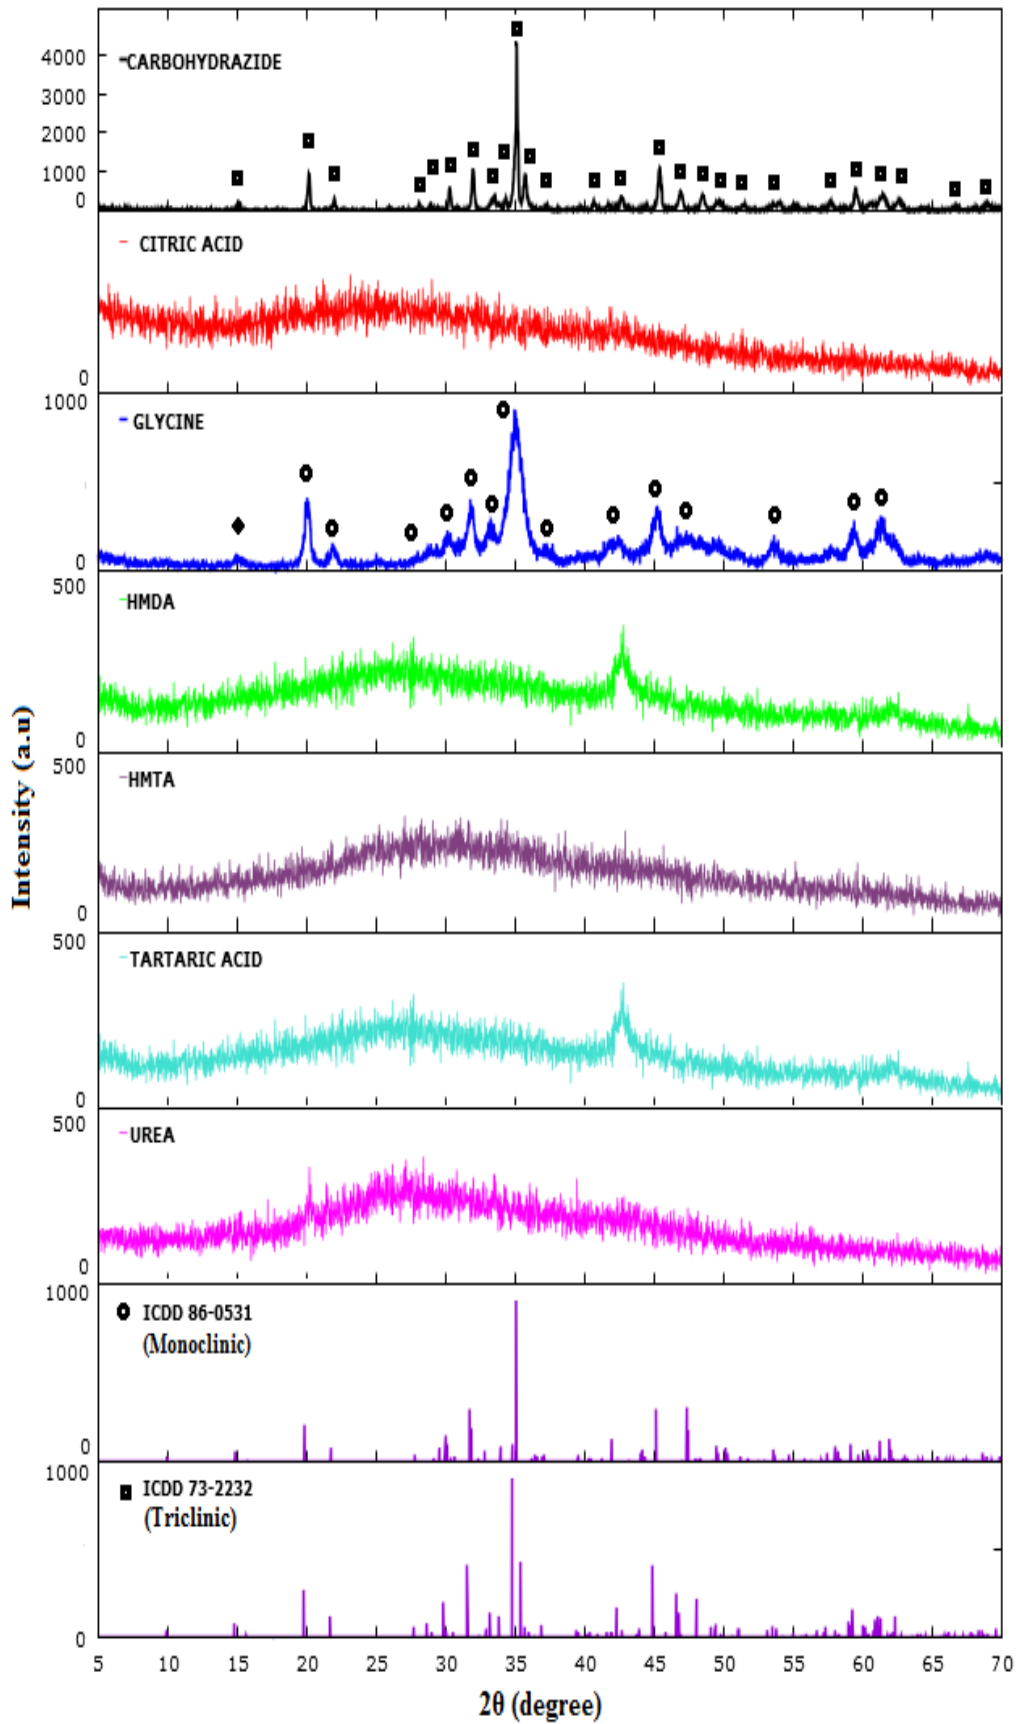 4000
3000
2000
1000
0
CARBOHYDRAZIDE
CITRIC ACID
0
1000
GLYCINE
0
500
HMDA
0
500
HMTA
0
500
TARTARIC ACID
0
500
UREA
0
1000
ICDD 86-0531
(Monoclinic)
0
1000
ICDD 73-2232
(Triclinic)
0
5 10 15 20 25 30 35 40 45 50 55 60 65 70
2θ (degree)
Intensity (a.u)